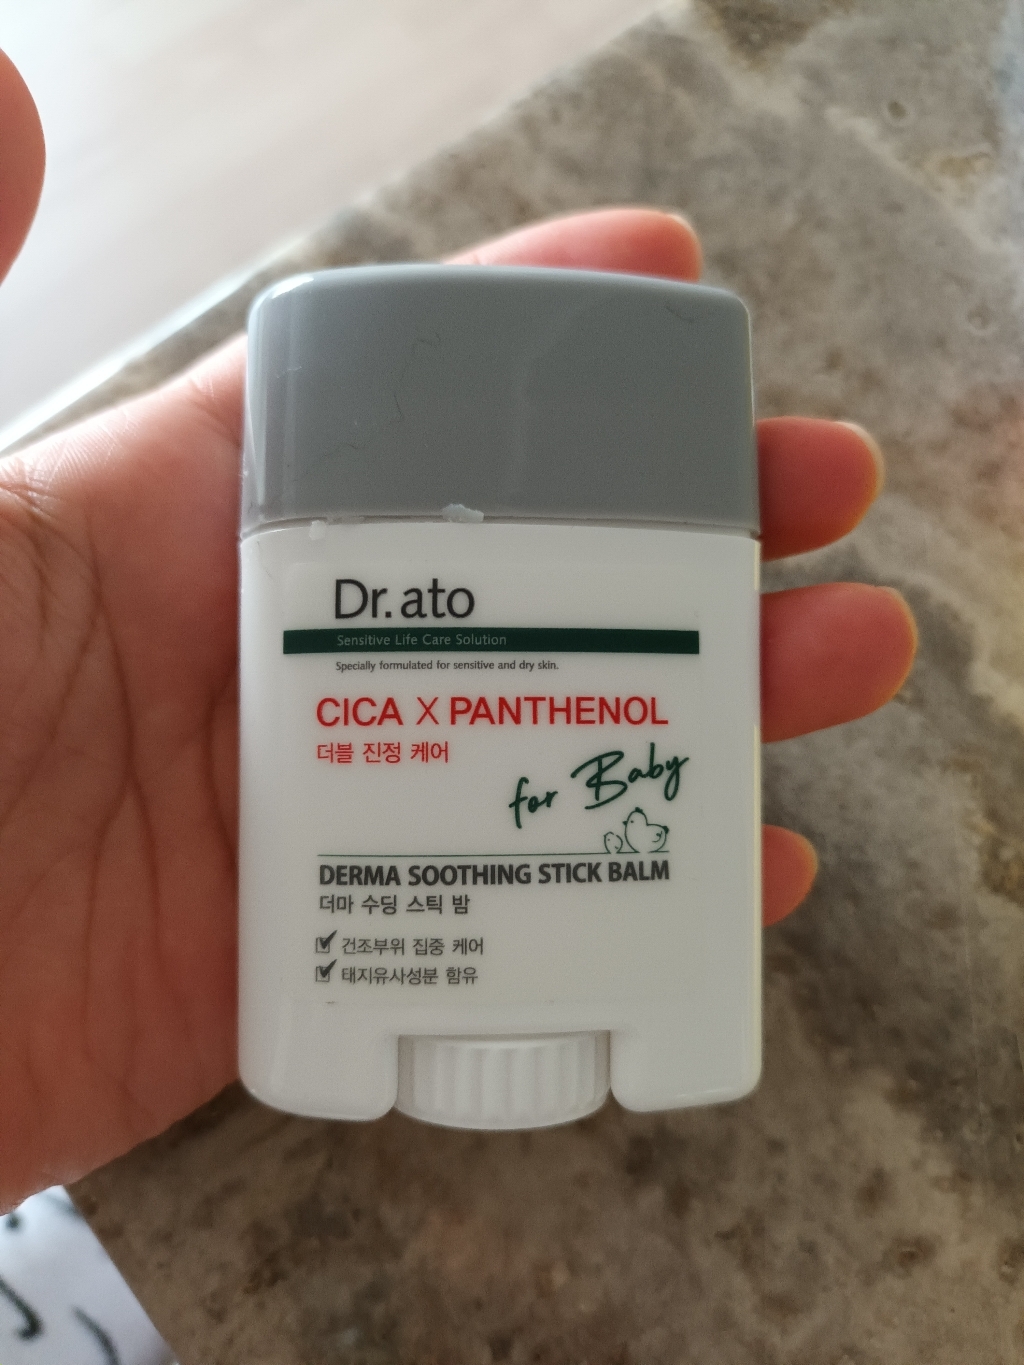 Dr.ato
Sensitive Life Care Solution
Specially formulated for sensitive and dry skin.
CICA X PANTHENOL
더블 진정 케어
for Baby
DERMA SOOTHING STICK BALM
더마 수딩 스틱 밤
건조부위 집중 케어
태지유사성분 함유